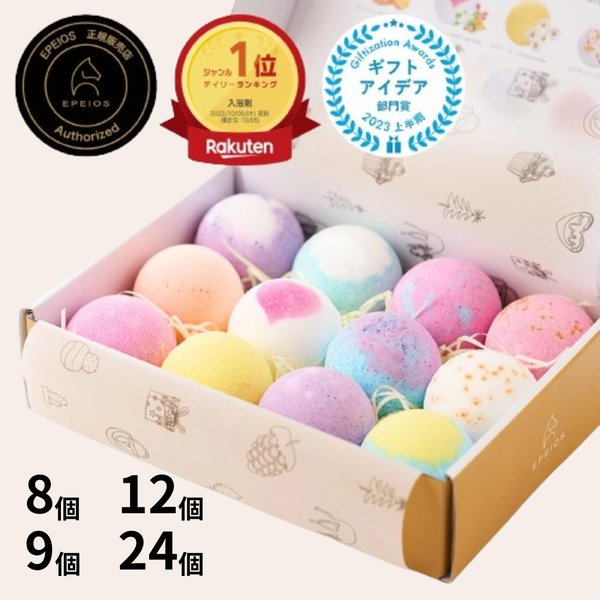 EPEIOS 正規販売店
EPEIOS
Authorized
ジャンル 1位
デイリーランキング
入浴剤
Rakuten
Giftization Awards
ギフト
アイデア
部門賞
2023 上半期
EPEIOS
8個
12個
9個
24個